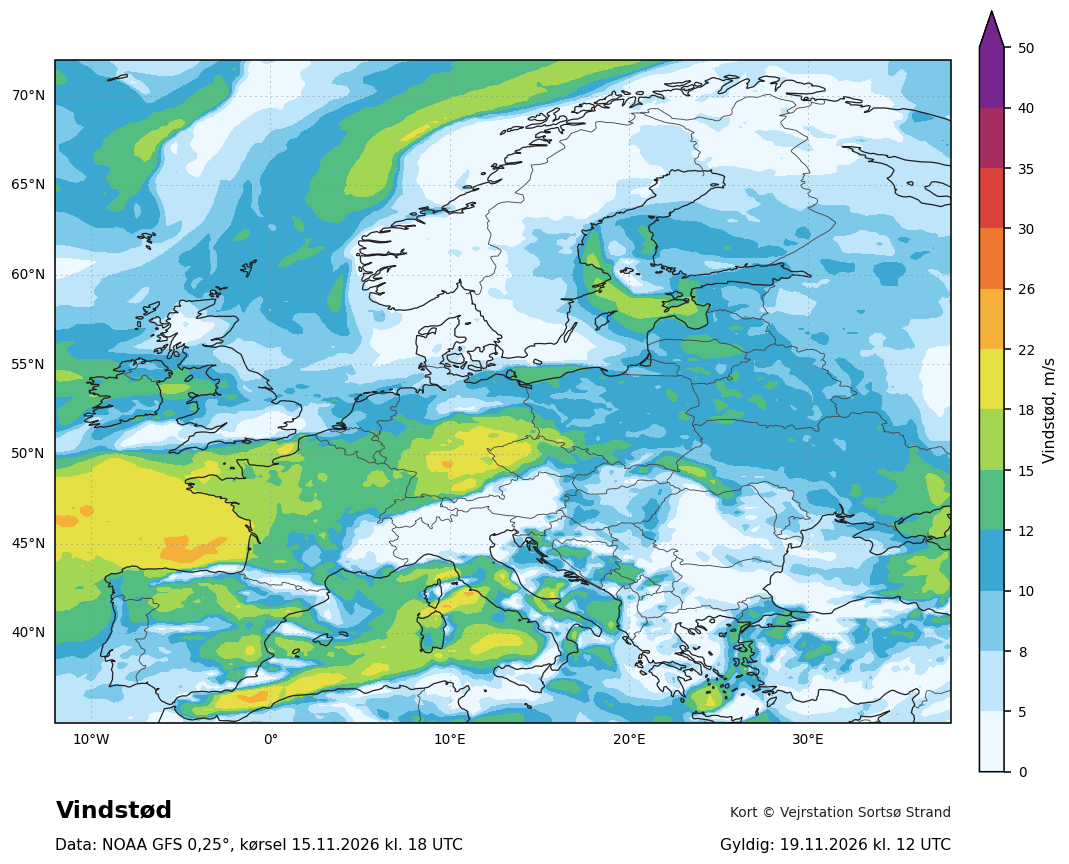 70°N
65°N
60°N
55°N
50°N
45°N
40°N
10°W
0°
10°E
20°E
30°E
50
40
35
30
26
22
18
15
12
10
8
5
0
Vindstød, m/s
Vindstød
Kort © Vejrstation Sortsø Strand
Data: NOAA GFS 0,25°, kørsel 15.11.2026 kl. 18 UTC
Gyldig: 19.11.2026 kl. 12 UTC